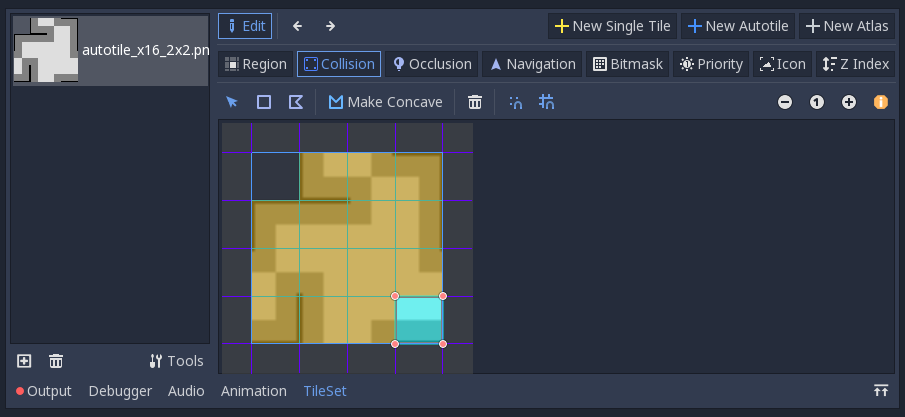 Edit
New Single Tile New Autotile New Atlas
autotile_x16_2x2.pn
Region Collision Occlusion Navigation Bitmask Priority Icon Z Index
Make Concave
1
Tools
Output Debugger Audio Animation TileSet